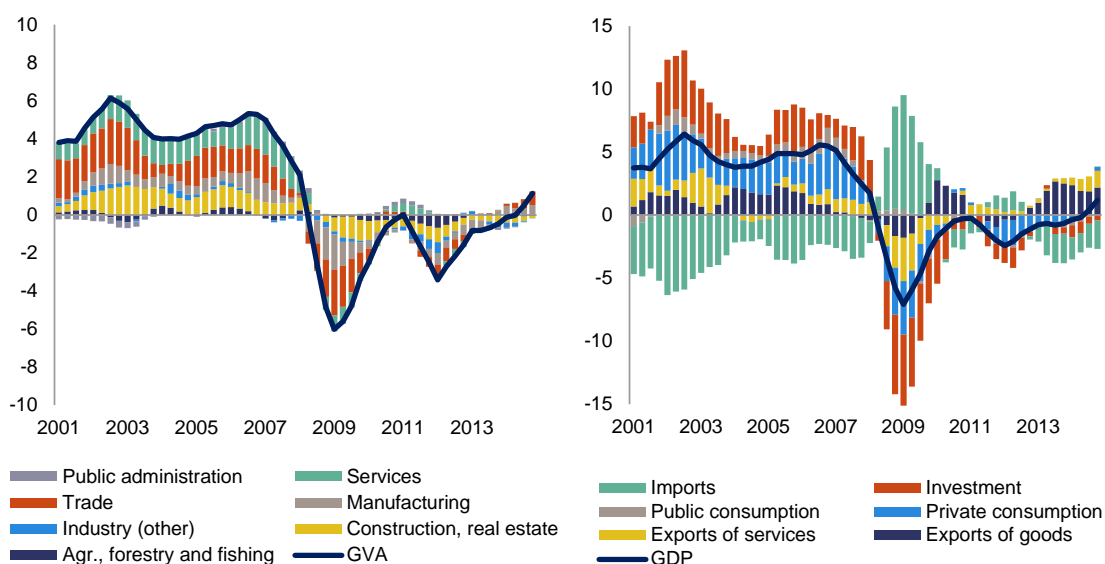 10
8
6
4
2
0
-2
-4
-6
-8
-10
2001 2003 2005 2007 2009 2011 2013
Public administration Services
Trade Manufacturing
Industry (other) Construction, real estate
Agr., forestry and fishing GVA
15
10
5
0
-5
-10
-15
2001 2003 2005 2007 2009 2011 2013
Imports Investment
Public consumption Private consumption
Exports of services Exports of goods
GDP